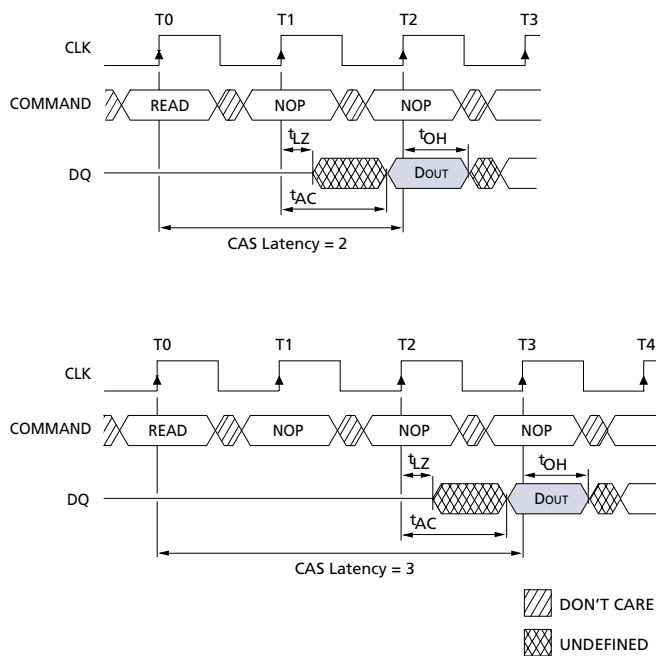 T0 T1 T2 T3
CLK
COMMAND READ NOP NOP
tLZ tOH
DQ DOUT
tAC
CAS Latency = 2
T0 T1 T2 T3 T4
CLK
COMMAND READ NOP NOP NOP
tLZ tOH
DQ DOUT
tAC
CAS Latency = 3
DON'T CARE
UNDEFINED